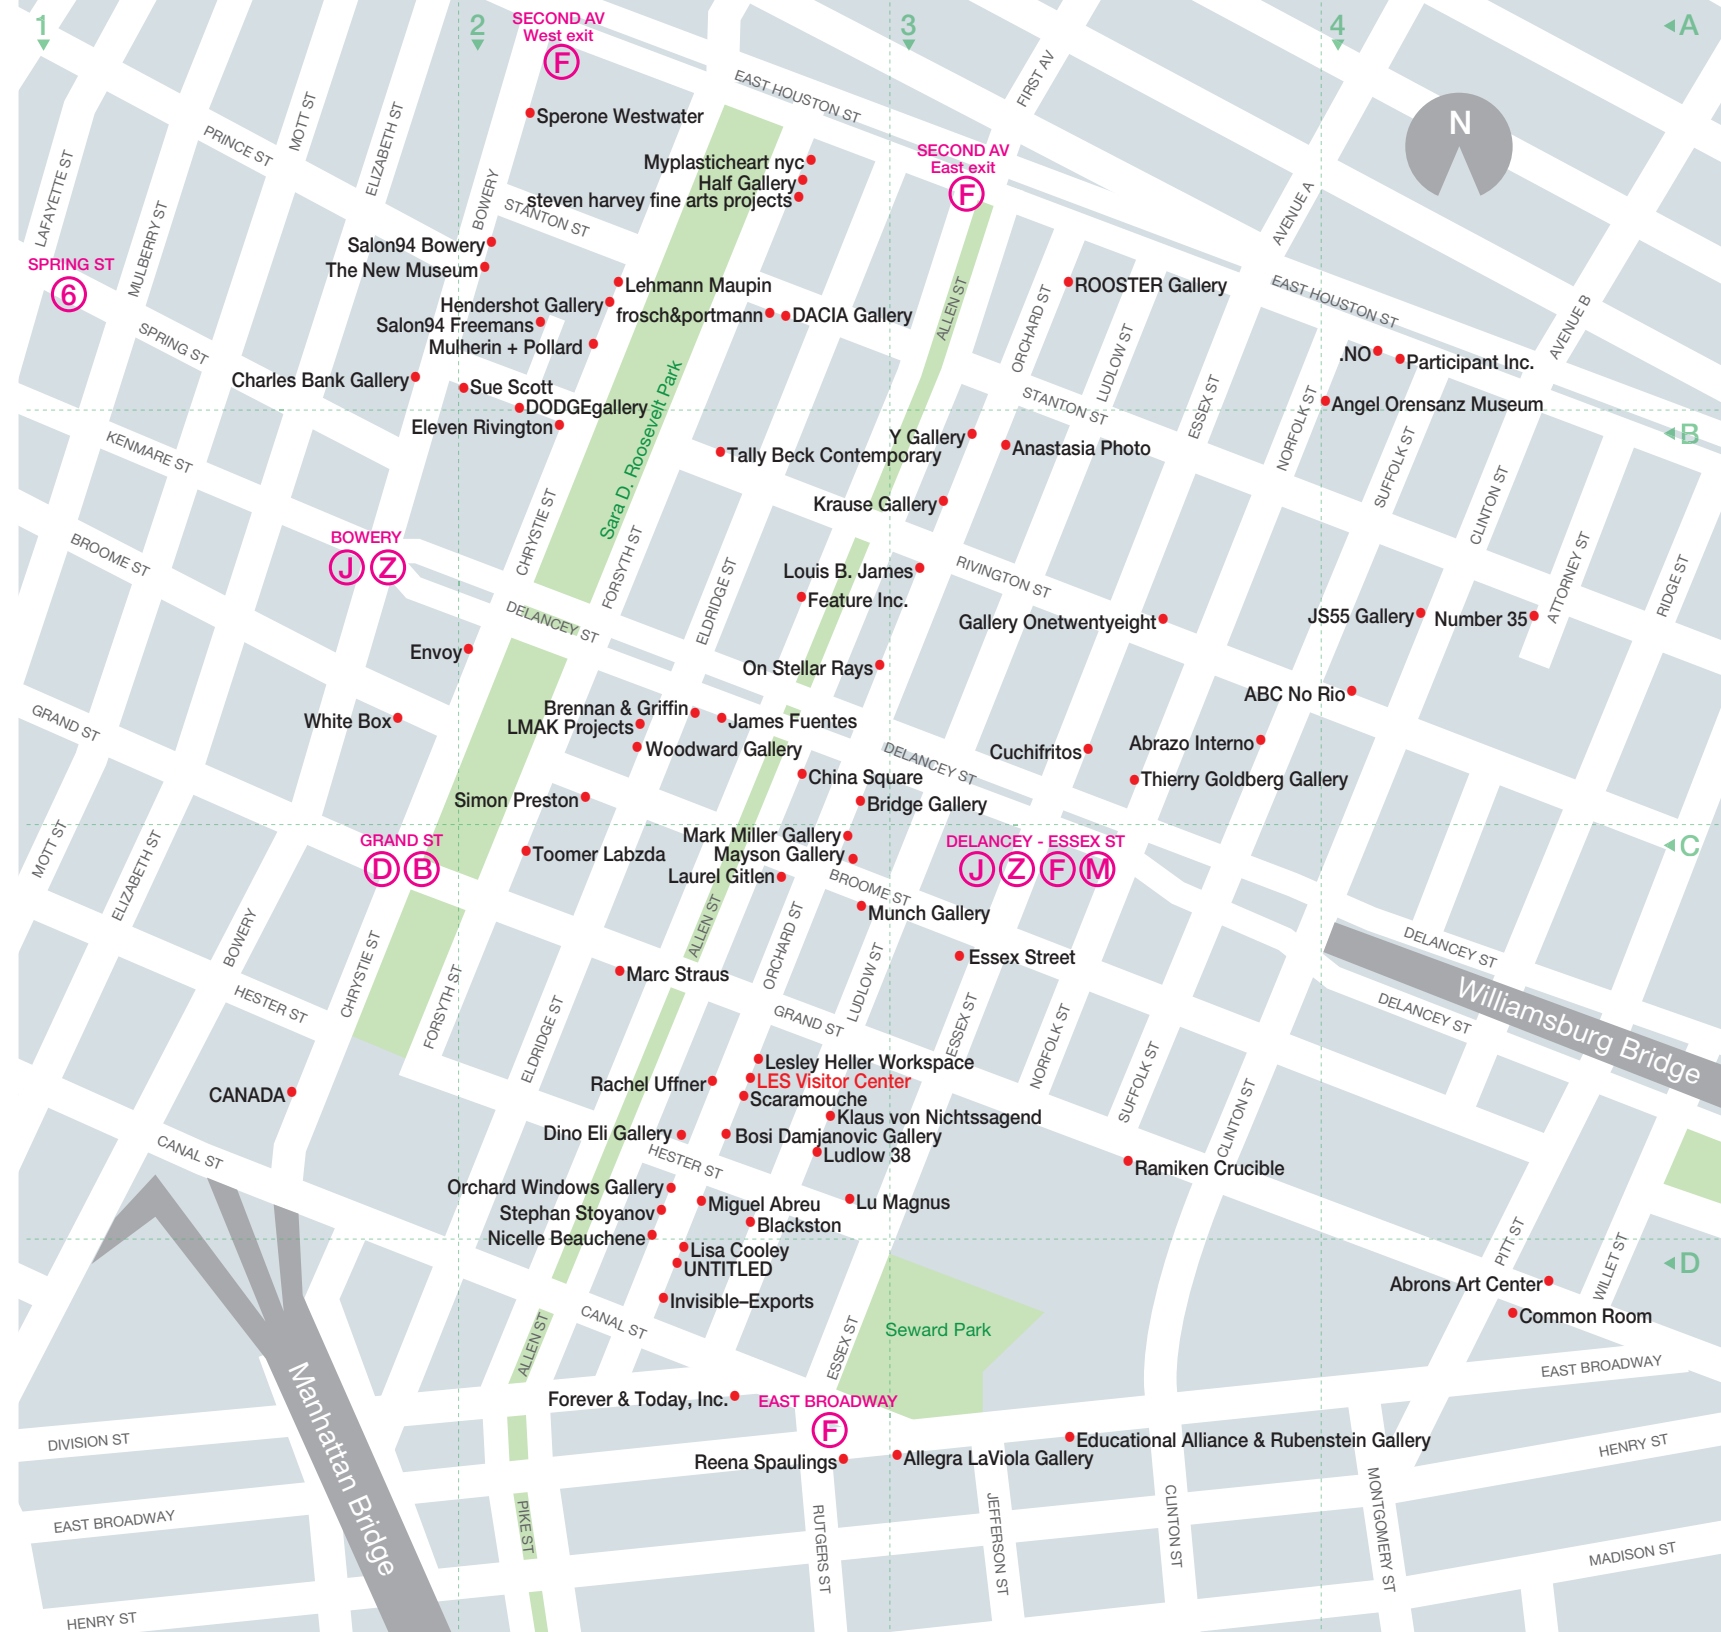 1
2
3
4
A
B
C
D
N
SECOND AV
West exit
F
SECOND AV
East exit
F
SPRING ST
6
BOWERY
J Z
GRAND ST
D B
DELANCEY - ESSEX ST
J Z F M
EAST BROADWAY
F
EAST HOUSTON ST
FIRST AV
PRINCE ST
MOTT ST
ELIZABETH ST
LAFAYETTE ST
MULBERRY ST
BOWERY
STANTON ST
AVENUE A
EAST HOUSTON ST
AVENUE B
ALLEN ST
ORCHARD ST
LUDLOW ST
ESSEX ST
NORFOLK ST
STANTON ST
SUFFOLK ST
CLINTON ST
ATTORNEY ST
RIDGE ST
SPRING ST
KENMARE ST
BROOME ST
CHRYSTIE ST
FORSYTH ST
ELDRIDGE ST
DELANCEY ST
RIVINGTON ST
GRAND ST
DELANCEY ST
MOTT ST
ELIZABETH ST
BOWERY
CHRYSTIE ST
FORSYTH ST
HESTER ST
ELDRIDGE ST
ALLEN ST
ORCHARD ST
LUDLOW ST
BROOME ST
GRAND ST
ESSEX ST
NORFOLK ST
SUFFOLK ST
CLINTON ST
DELANCEY ST
DELANCEY ST
Williamsburg Bridge
CANAL ST
HESTER ST
PITT ST
WILLET ST
CANAL ST
ALLEN ST
ESSEX ST
EAST BROADWAY
DIVISION ST
HENRY ST
EAST BROADWAY
Manhattan Bridge
PIKE ST
RUTGERS ST
JEFFERSON ST
CLINTON ST
MONTGOMERY ST
MADISON ST
HENRY ST
Sara D. Roosevelt Park
Seward Park
Sperone Westwater
Myplasticheart nyc
Half Gallery
steven harvey fine arts projects
Salon94 Bowery
The New Museum
Lehmann Maupin
Hendershot Gallery
frosch&portmann
DACIA Gallery
Salon94 Freemans
Mulherin + Pollard
ROOSTER Gallery
.NO
Participant Inc.
Charles Bank Gallery
Sue Scott
DODGEgallery
Eleven Rivington
Angel Orensanz Museum
Y Gallery
Anastasia Photo
Tally Beck Contemporary
Krause Gallery
Louis B. James
Feature Inc.
Gallery Onetwentyeight
JS55 Gallery
Number 35
Envoy
On Stellar Rays
ABC No Rio
White Box
Brennan & Griffin
LMAK Projects
James Fuentes
Woodward Gallery
Cuchifritos
Abrazo Interno
Thierry Goldberg Gallery
China Square
Simon Preston
Bridge Gallery
Mark Miller Gallery
Toomer Labzda
Mayson Gallery
Laurel Gitlen
Munch Gallery
Essex Street
Marc Straus
Lesley Heller Workspace
Rachel Uffner
LES Visitor Center
CANADA
Scaramouche
Klaus von Nichtssagend
Dino Eli Gallery
Bosi Damjanovic Gallery
Ludlow 38
Ramiken Crucible
Orchard Windows Gallery
Miguel Abreu
Lu Magnus
Stephan Stoyanov
Blackston
Nicelle Beauchene
Lisa Cooley
UNTITLED
Invisible–Exports
Abrons Art Center
Common Room
Forever & Today, Inc.
Reena Spaulings
Allegra LaViola Gallery
Educational Alliance & Rubenstein Gallery